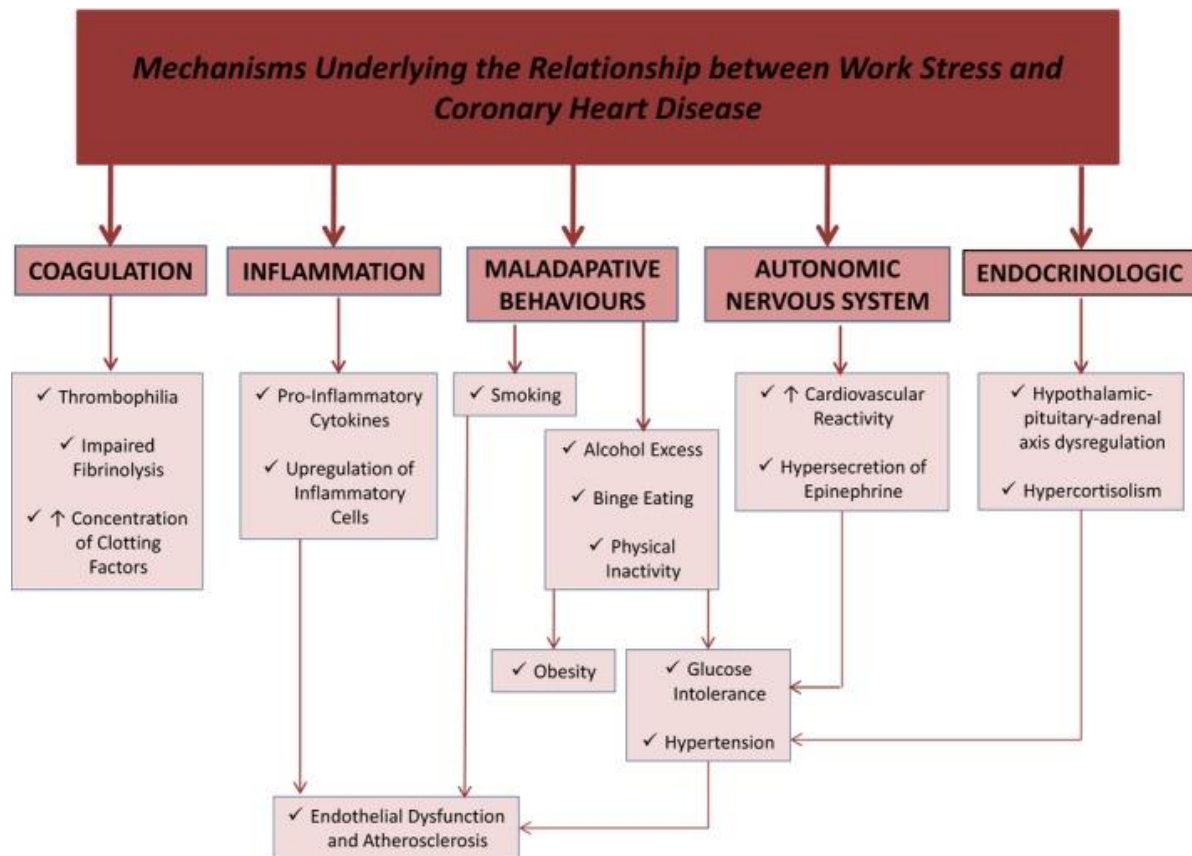 Mechanisms Underlying the Relationship between Work Stress and
Coronary Heart Disease
COAGULATION
INFLAMMATION
MALADAPATIVE
BEHAVIOURS
AUTONOMIC
NERVOUS SYSTEM
ENDOCRINOLOGIC
✓ Thrombophilia
✓ Impaired
Fibrinolysis
✓ ↑ Concentration
of Clotting
Factors
✓ Pro-Inflammatory
Cytokines
✓ Upregulation of
Inflammatory
Cells
✓ Smoking
✓ Alcohol Excess
✓ Binge Eating
✓ Physical
Inactivity
✓ ↑ Cardiovascular
Reactivity
✓ Hypersecretion of
Epinephrine
✓ Hypothalamic-
pituitary-adrenal
axis dysregulation
✓ Hypercortisolism
✓ Obesity
✓ Glucose
Intolerance
✓ Hypertension
✓ Endothelial Dysfunction
and Atherosclerosis